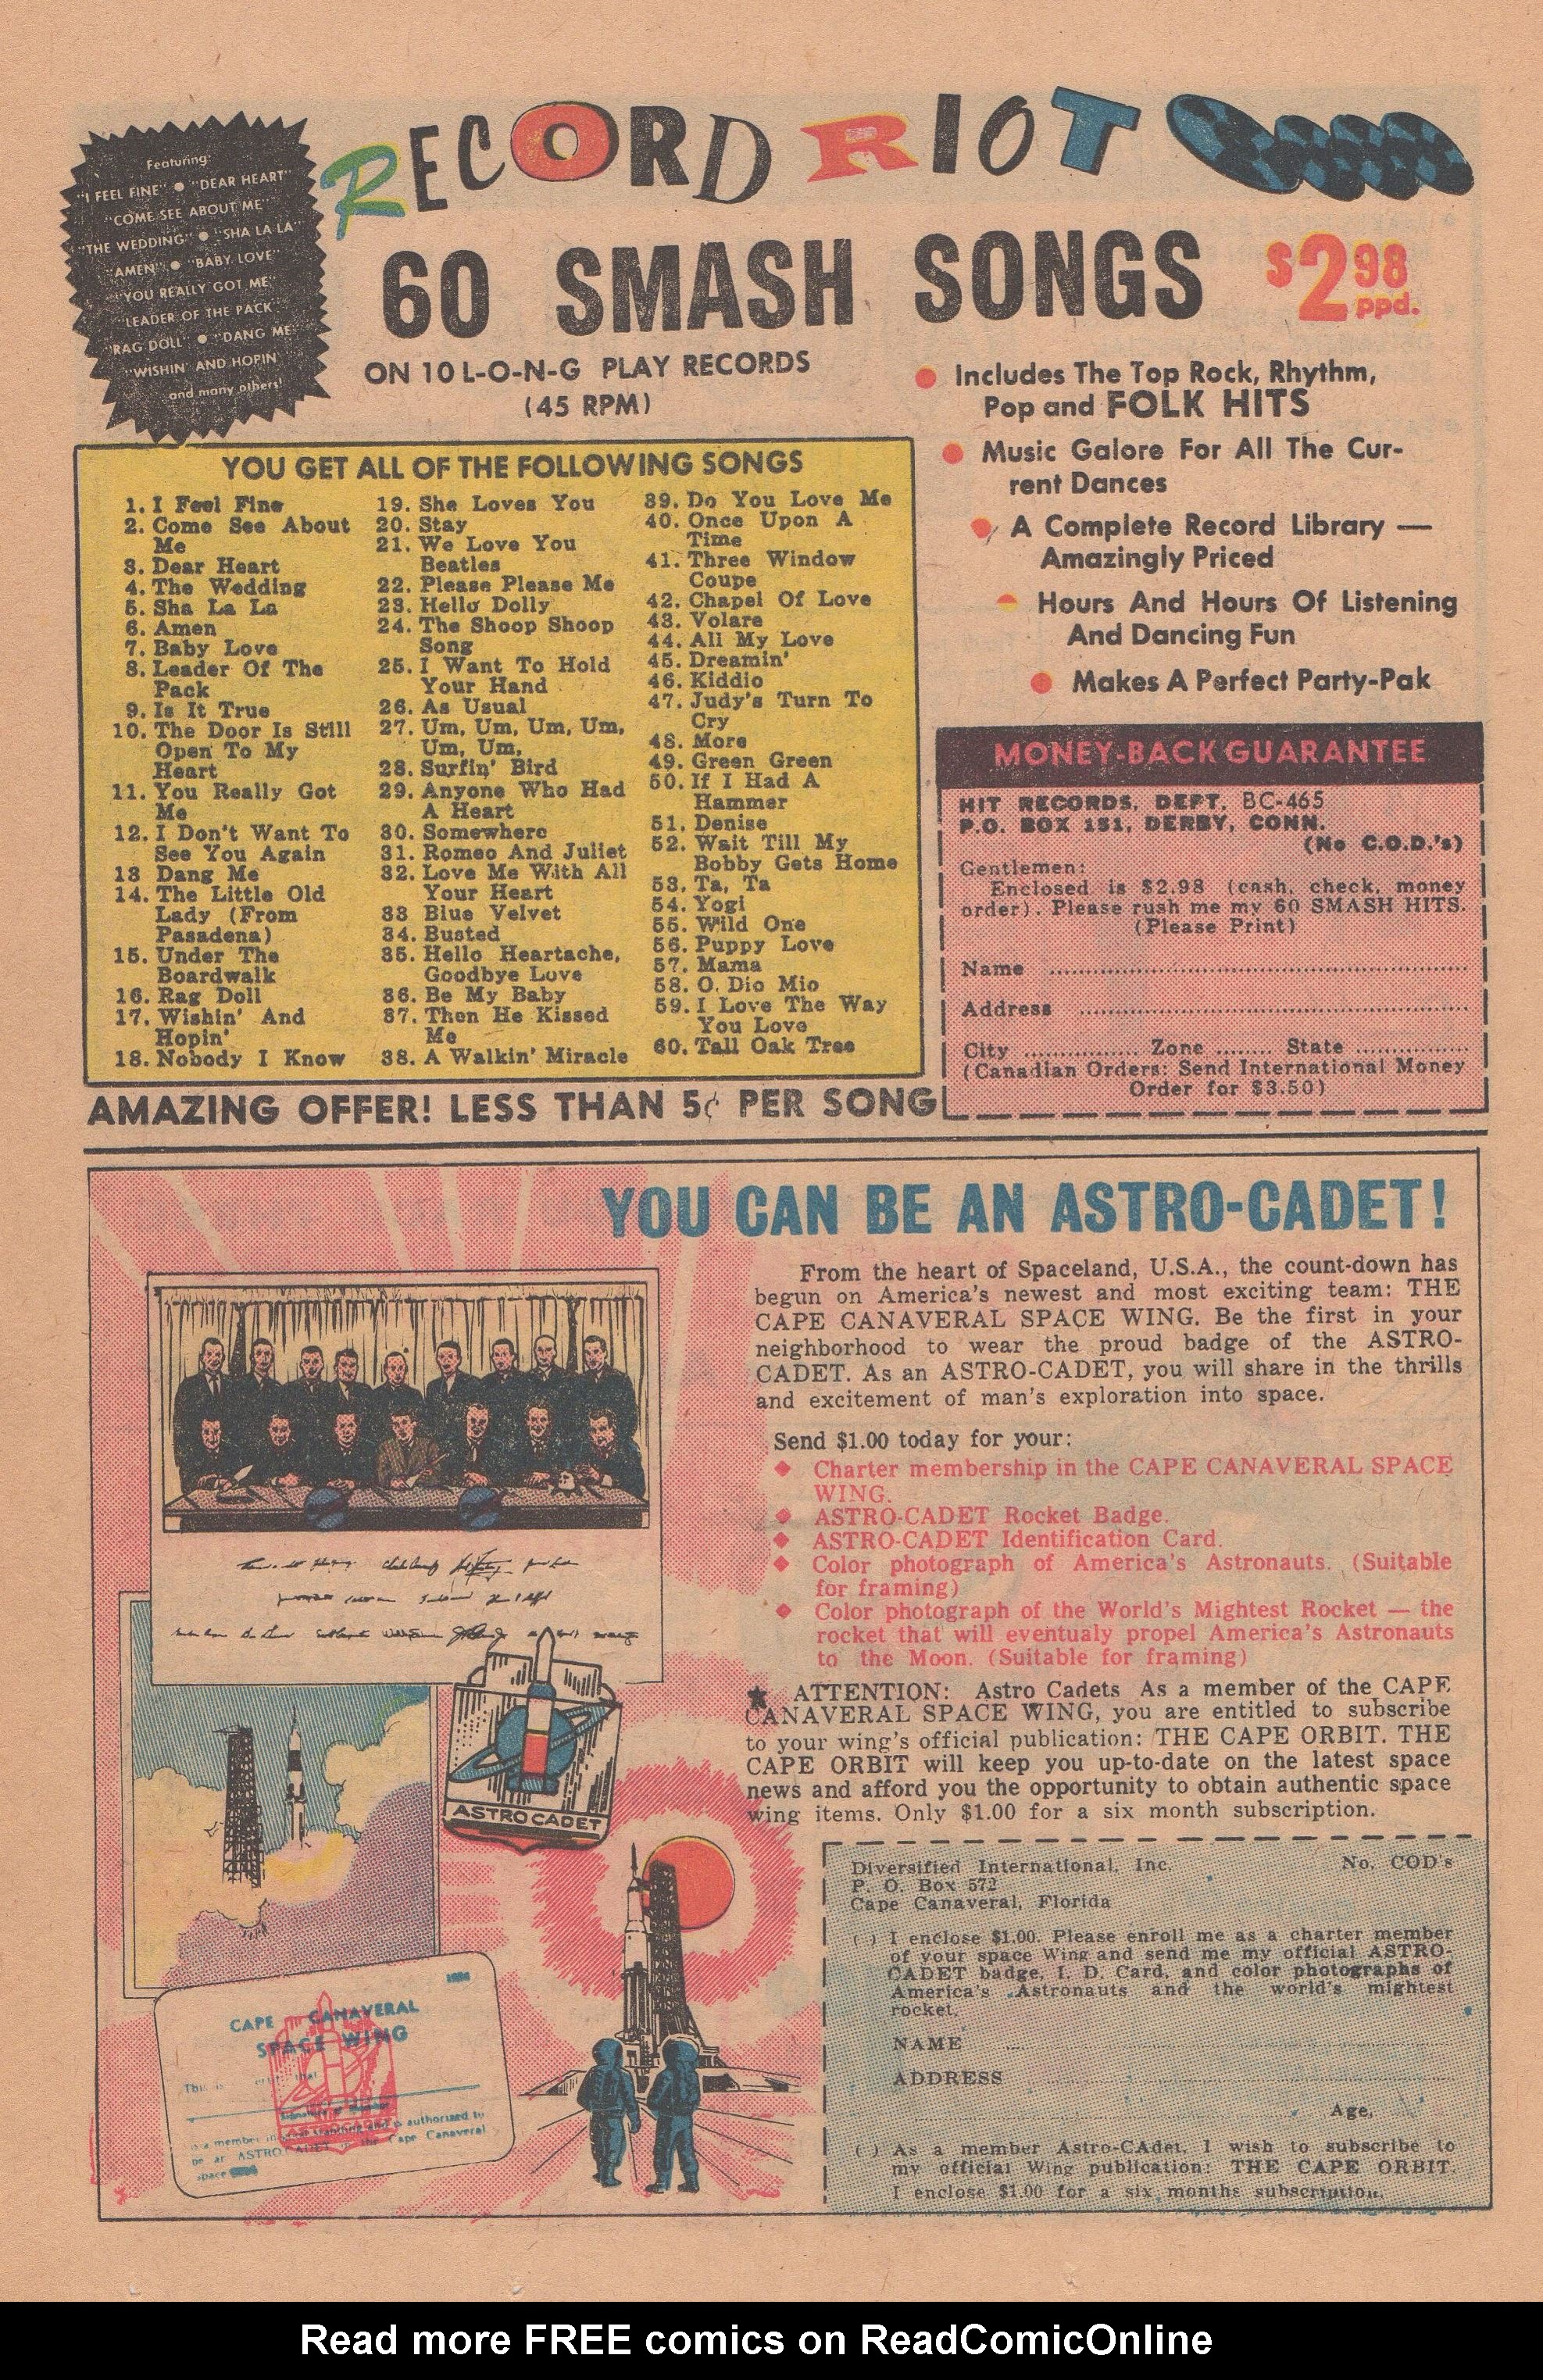 RECORD RIOT
Featuring:
"I FEEL FINE" ● "DEAR HEART"
"COME SEE ABOUT ME"
"THE WEDDING" ● "SHA LA LA"
"AMEN" ● "BABY LOVE"
"YOU REALLY GOT ME"
"LEADER OF THE PACK"
"RAG DOLL" ● "DANG ME"
"WISHIN' AND HOPIN'"
and many others!
60 SMASH SONGS $2.98 ppd.
ON 10 L-O-N-G PLAY RECORDS
(45 RPM)
● Includes The Top Rock, Rhythm,
Pop and FOLK HITS
● Music Galore For All The Cur-
rent Dances
● A Complete Record Library —
Amazingly Priced
● Hours And Hours Of Listening
And Dancing Fun
● Makes A Perfect Party-Pak
YOU GET ALL OF THE FOLLOWING SONGS
1. I Feel Fine
2. Come See About
Me
3. Dear Heart
4. The Wedding
5. Sha La La
6. Amen
7. Baby Love
8. Leader Of The
Pack
9. Is It True
10. The Door Is Still
Open To My
Heart
11. You Really Got
Me
12. I Don't Want To
See You Again
13 Dang Me
14. The Little Old
Lady (From
Pasadena)
15. Under The
Boardwalk
16. Rag Doll
17. Wishin' And
Hopin'
18. Nobody I Know
19. She Loves You
20. Stay
21. We Love You
Beatles
22. Please Please Me
23. Hello Dolly
24. The Shoop Shoop
Song
25. I Want To Hold
Your Hand
26. As Usual
27. Um, Um, Um, Um,
Um, Um,
28. Surfin' Bird
29. Anyone Who Had
A Heart
30. Somewhere
31. Romeo And Juliet
32. Love Me With All
Your Heart
33 Blue Velvet
34. Busted
35. Hello Heartache,
Goodbye Love
36. Be My Baby
37. Then He Kissed
Me
38. A Walkin' Miracle
39. Do You Love Me
40. Once Upon A
Time
41. Three Window
Coupe
42. Chapel Of Love
43. Volare
44. All My Love
45. Dreamin'
46. Kiddio
47. Judy's Turn To
Cry
48. More
49. Green Green
50. If I Had A
Hammer
51. Denise
52. Wait Till My
Bobby Gets Home
53. Ta, Ta
54. Yogi
55. Wild One
56. Puppy Love
57. Mama
58. O, Dio Mio
59. I Love The Way
You Love
60. Tall Oak Tree
AMAZING OFFER! LESS THAN 5¢ PER SONG
MONEY-BACK GUARANTEE
HIT RECORDS, DEPT. BC-465
P.O. BOX 151, DERBY, CONN.
(No C.O.D.'s)
Gentlemen:
Enclosed is $2.98 (cash, check, money
order). Please rush me my 60 SMASH HITS.
(Please Print)
Name
Address
City Zone State
(Canadian Orders: Send International Money
Order for $3.50)
YOU CAN BE AN ASTRO-CADET!
From the heart of Spaceland, U.S.A., the count-down has
begun on America's newest and most exciting team: THE
CAPE CANAVERAL SPACE WING. Be the first in your
neighborhood to wear the proud badge of the ASTRO-
CADET. As an ASTRO-CADET, you will share in the thrills
and excitement of man's exploration into space.
Send $1.00 today for your:
◆ Charter membership in the CAPE CANAVERAL SPACE
WING.
◆ ASTRO-CADET Rocket Badge.
◆ ASTRO-CADET Identification Card.
◆ Color photograph of America's Astronauts. (Suitable
for framing)
◆ Color photograph of the World's Mightest Rocket — the
rocket that will eventualy propel America's Astronauts
to the Moon. (Suitable for framing)
★ ATTENTION: Astro Cadets As a member of the CAPE
CANAVERAL SPACE WING, you are entitled to subscribe
to your wing's official publication: THE CAPE ORBIT. THE
CAPE ORBIT will keep you up-to-date on the latest space
news and afford you the opportunity to obtain authentic space
wing items. Only $1.00 for a six month subscription.
ASTRO CADET
CAPE CANAVERAL
SPACE WING
This is
is a member in good standing and is authorized to
be an ASTRO CADET in the Cape Canaveral
space
ASTRO CADET
Diversified International, Inc. No. COD's
P. O. Box 572
Cape Canaveral, Florida
( ) I enclose $1.00. Please enroll me as a charter member
of your space Wing and send me my official ASTRO-
CADET badge, I. D. Card, and color photographs of
America's Astronauts and the world's mightest
rocket.
NAME
ADDRESS
Age,
( ) As a member Astro-CAdet, I wish to subscribe to
my official Wing publication: THE CAPE ORBIT.
I enclose $1.00 for a six months subscription.
Read more FREE comics on ReadComicOnline